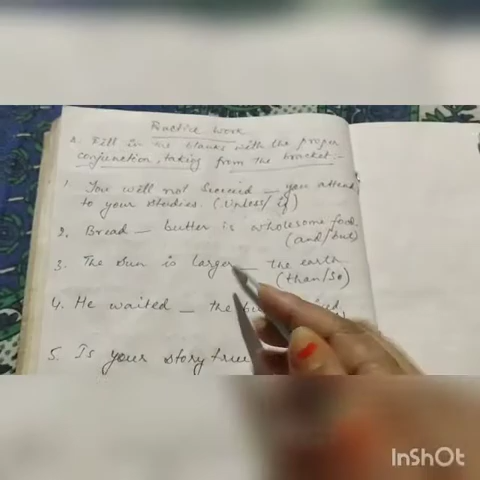 Practice Work
a. Fill in the blanks with the proper
conjunction, taking from the bracket:-
1. You will not succeed _ you attend
to your studies. (Unless/ if)
2. Bread _ butter is wholesome food
(and/but)
3. The sun is larger _ the earth
(than/so)
4. He waited _ the
5. Is your story true
InShOt